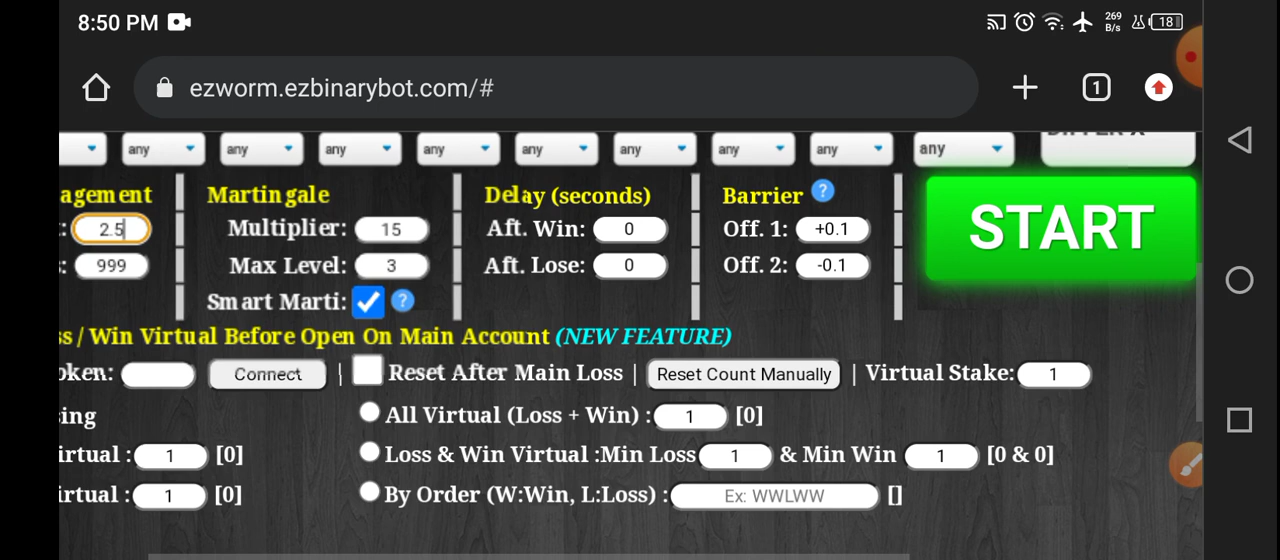 8:50 PM
269 B/s
18
ezworm.ezbinarybot.com/#
1
any any any any any any any any any
agement Martingale Delay (seconds) Barrier ?
: 2.5 Multiplier: 15 Aft. Win: 0 Off. 1: +0.1 START
s: 999 Max Level: 3 Aft. Lose: 0 Off. 2: -0.1
Smart Marti: ?
ss / Win Virtual Before Open On Main Account (NEW FEATURE)
oken: Connect | Reset After Main Loss | Reset Count Manually | Virtual Stake: 1
sing All Virtual (Loss + Win) : 1 [0]
irtual : 1 [0] Loss & Win Virtual :Min Loss 1 & Min Win 1 [0 & 0]
irtual : 1 [0] By Order (W:Win, L:Loss) : Ex: WWLWW []